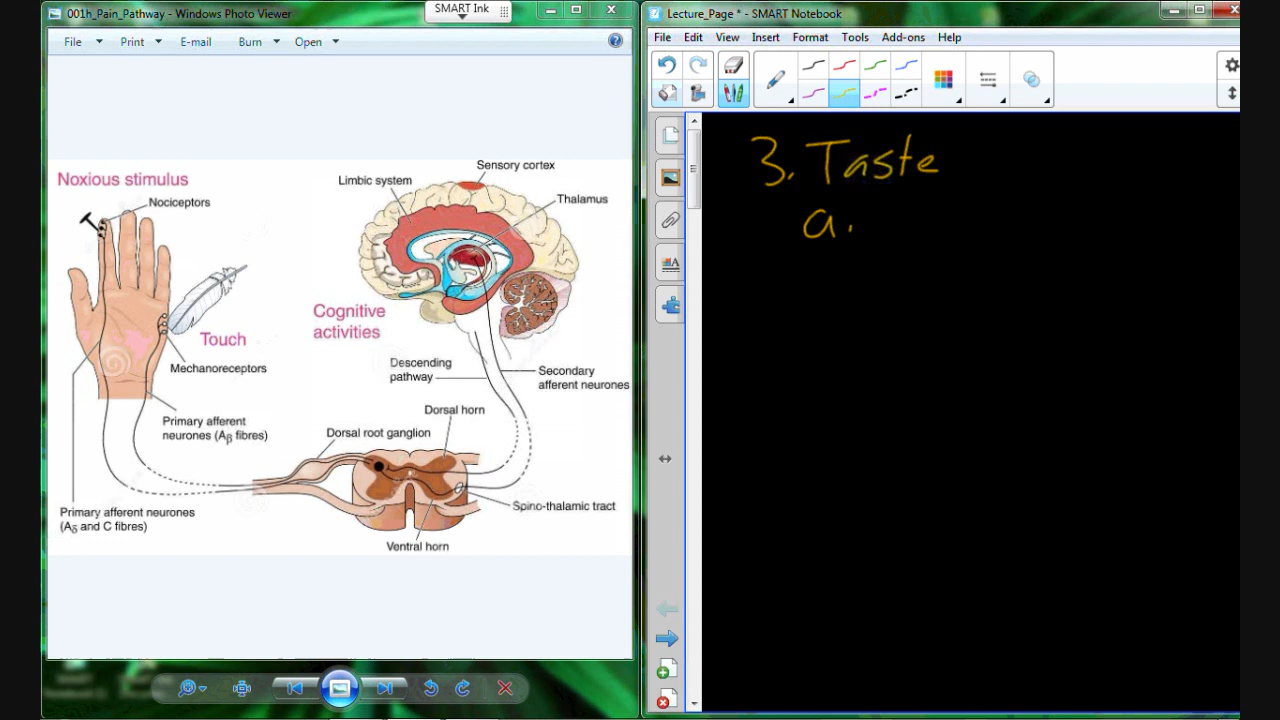 001h_Pain_Pathway - Windows Photo Viewer
SMART Ink
File Print E-mail Burn Open
Noxious stimulus
Nociceptors
Touch
Mechanoreceptors
Primary afferent
neurones (Aβ fibres)
Primary afferent neurones
(Aδ and C fibres)
Sensory cortex
Limbic system
Thalamus
Cognitive
activities
Descending
pathway
Secondary
afferent neurones
Dorsal horn
Dorsal root ganglion
Spino-thalamic tract
Ventral horn
Lecture_Page * - SMART Notebook
File Edit View Insert Format Tools Add-ons Help
3. Taste
a.